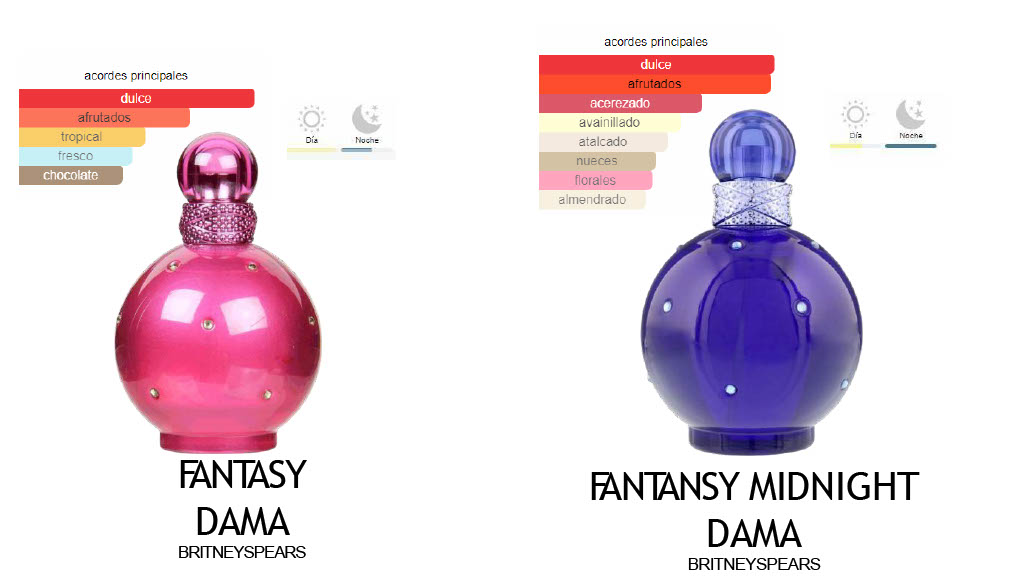 acordes principales
dulce
afrutados
tropical
fresco
chocolate
Día
Noche
FANTASY
DAMA
BRITNEYSPEARS
acordes principales
dulce
afrutados
acerezado
avainillado
atalcado
nueces
florales
almendrado
Día
Noche
FANTANSY MIDNIGHT
DAMA
BRITNEYSPEARS